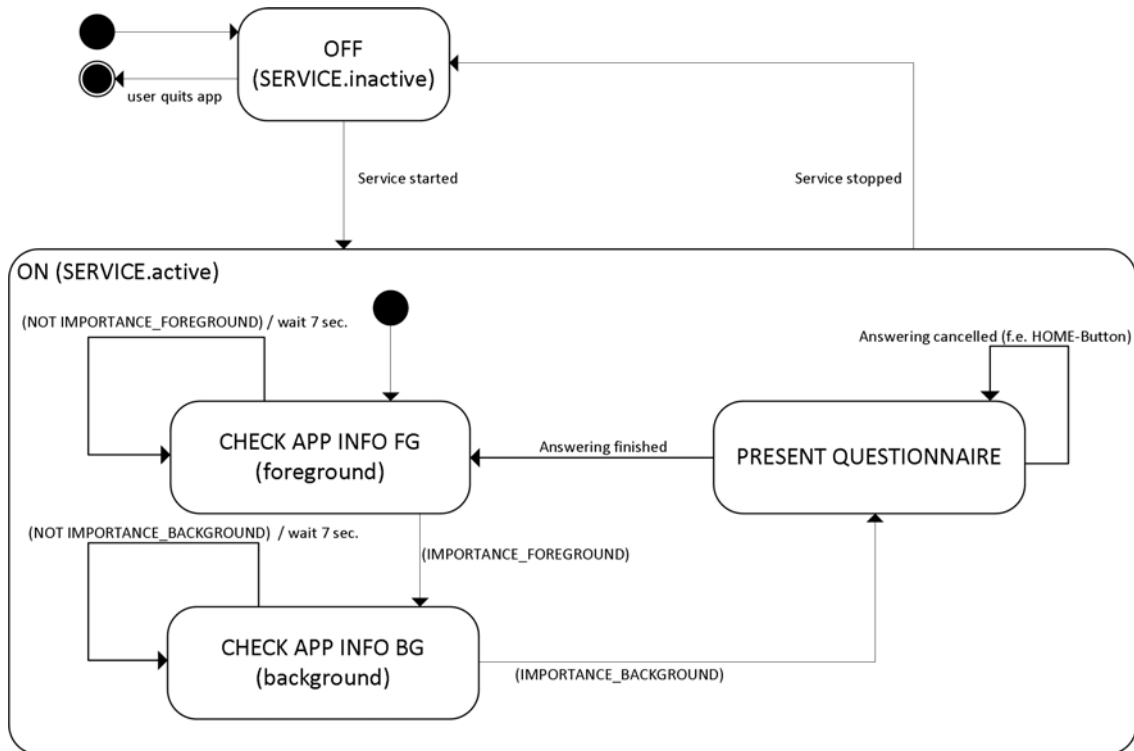 OFF
(SERVICE.inactive)
user quits app
Service started
Service stopped
ON (SERVICE.active)
(NOT IMPORTANCE_FOREGROUND) / wait 7 sec.
Answering cancelled (f.e. HOME-Button)
CHECK APP INFO FG
(foreground)
Answering finished
PRESENT QUESTIONNAIRE
(NOT IMPORTANCE_BACKGROUND)  / wait 7 sec.
(IMPORTANCE_FOREGROUND)
CHECK APP INFO BG
(background)
(IMPORTANCE_BACKGROUND)